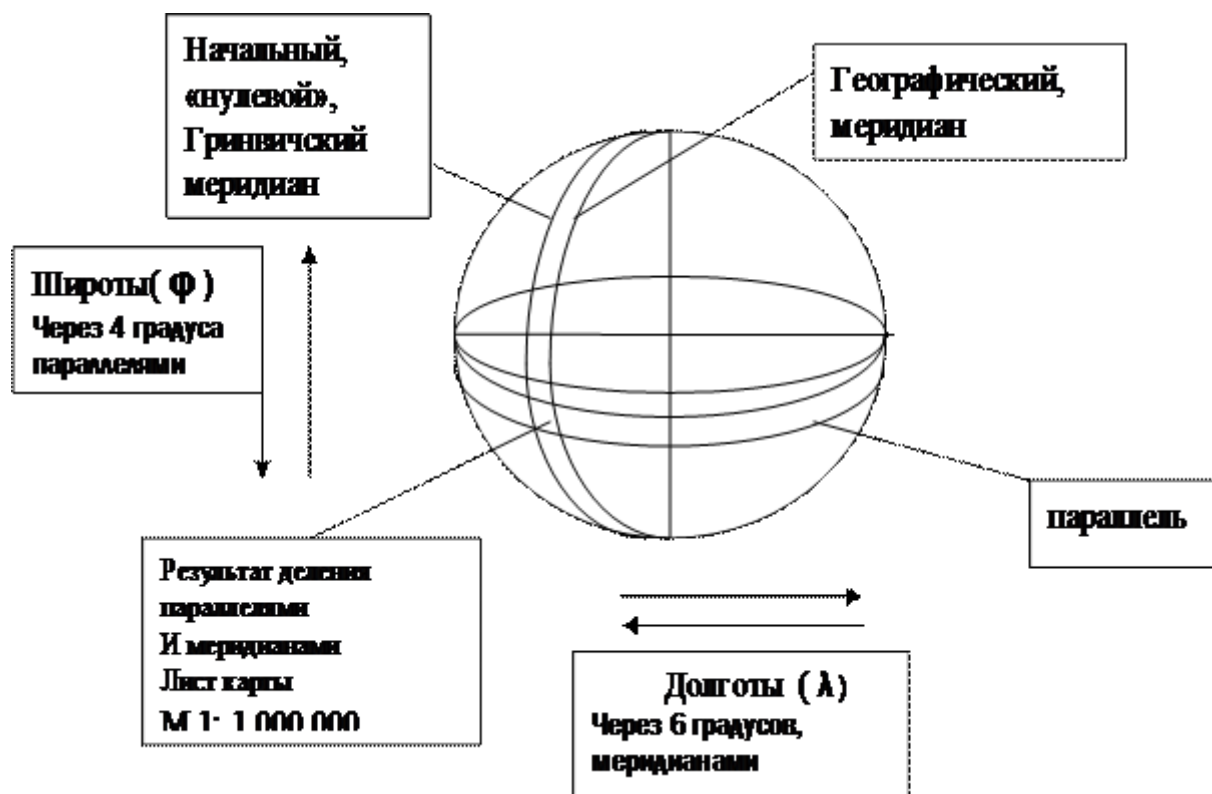 Начальный,
«нулевой»,
Гринвичский
меридиан
Географический,
меридиан
Широты( φ )
Через 4 градуса
параллелями
параллель
Результат деления
параллелями
И меридианами
Лист карты
М 1: 1 000 000
Долготы ( λ )
Через 6 градусов,
меридианами